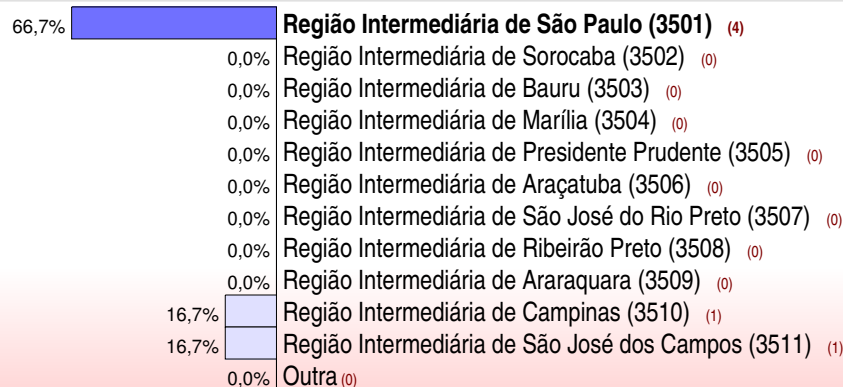 66,7% Região Intermediária de São Paulo (3501) (4)
0,0% Região Intermediária de Sorocaba (3502) (0)
0,0% Região Intermediária de Bauru (3503) (0)
0,0% Região Intermediária de Marília (3504) (0)
0,0% Região Intermediária de Presidente Prudente (3505) (0)
0,0% Região Intermediária de Araçatuba (3506) (0)
0,0% Região Intermediária de São José do Rio Preto (3507) (0)
0,0% Região Intermediária de Ribeirão Preto (3508) (0)
0,0% Região Intermediária de Araraquara (3509) (0)
16,7% Região Intermediária de Campinas (3510) (1)
16,7% Região Intermediária de São José dos Campos (3511) (1)
0,0% Outra (0)